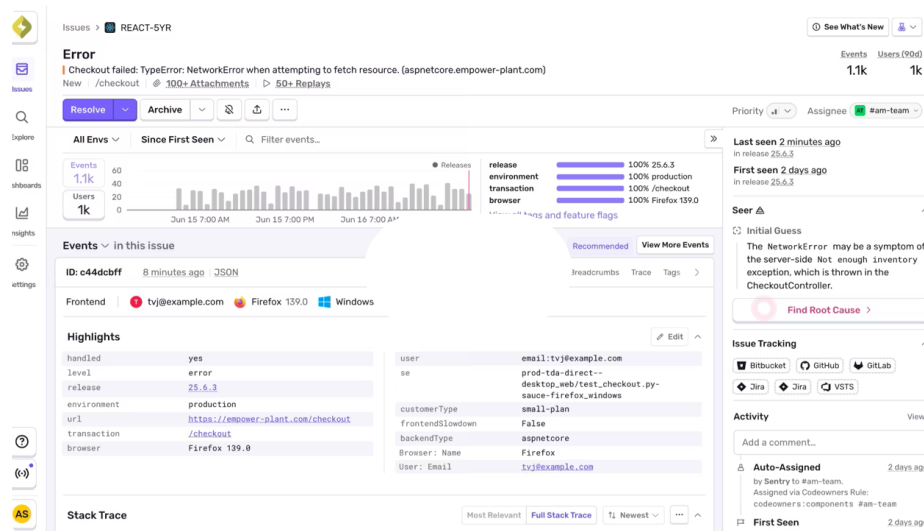 Issues
REACT-5YR
See What's New
Error
Events
Users (90d)
Checkout failed: TypeError: NetworkError when attempting to fetch resource. (aspnetcore.empower-plant.com)
1.1k
1K
New / /checkout
100+ Attachments
50+ Replays
Issues
Resolve
Archive
Priority
Assignee
#am-team
Explore
All Envs
Since First Seen
Filter events...
Last seen 2 minutes ago
in release 25.6.3
First seen 2 days ago
in release 25.6.3
Events
1.1k
Users
1K
60
40
20
0
Releases
Jun 15 7:00 AM
Jun 15 7:00 PM
Jun 16 7:00 AM
release 100% 25.6.3
environment 100% production
transaction 100% /checkout
browser 100% Firefox 139.0
View all tags and feature flags
Dashboards
Insights
Settings
Seer
Initial Guess
The NetworkError may be a symptom of
the server-side Not enough inventory
exception, which is thrown in the
CheckoutController.
Find Root Cause
Events in this issue
Recommended
View More Events
ID: c44dcbff
8 minutes ago
JSON
Breadcrumbs
Trace
Tags
Frontend
T
tvj@example.com
Firefox 139.0
Windows
Highlights
Edit
handled yes
level error
release 25.6.3
environment production
url https://empower-plant.com/checkout
transaction /checkout
browser Firefox 139.0
user email:tvj@example.com
se prod-tda-direct--
desktop_web/test_checkout.py-
sauce-firefox_windows
customerType small-plan
frontendSlowdown False
backendType aspnetcore
Browser: Name Firefox
User: Email tvj@example.com
Issue Tracking
Bitbucket
GitHub
GitLab
Jira
Jira
VSTS
Activity
Add a comment...
Auto-Assigned
2 days ago
by Sentry to #am-team
Assigned via Codeowners Rule:
codeowners:components #am-team
First Seen
2 days ago
AS
Stack Trace
Most Relevant
Full Stack Trace
Newest